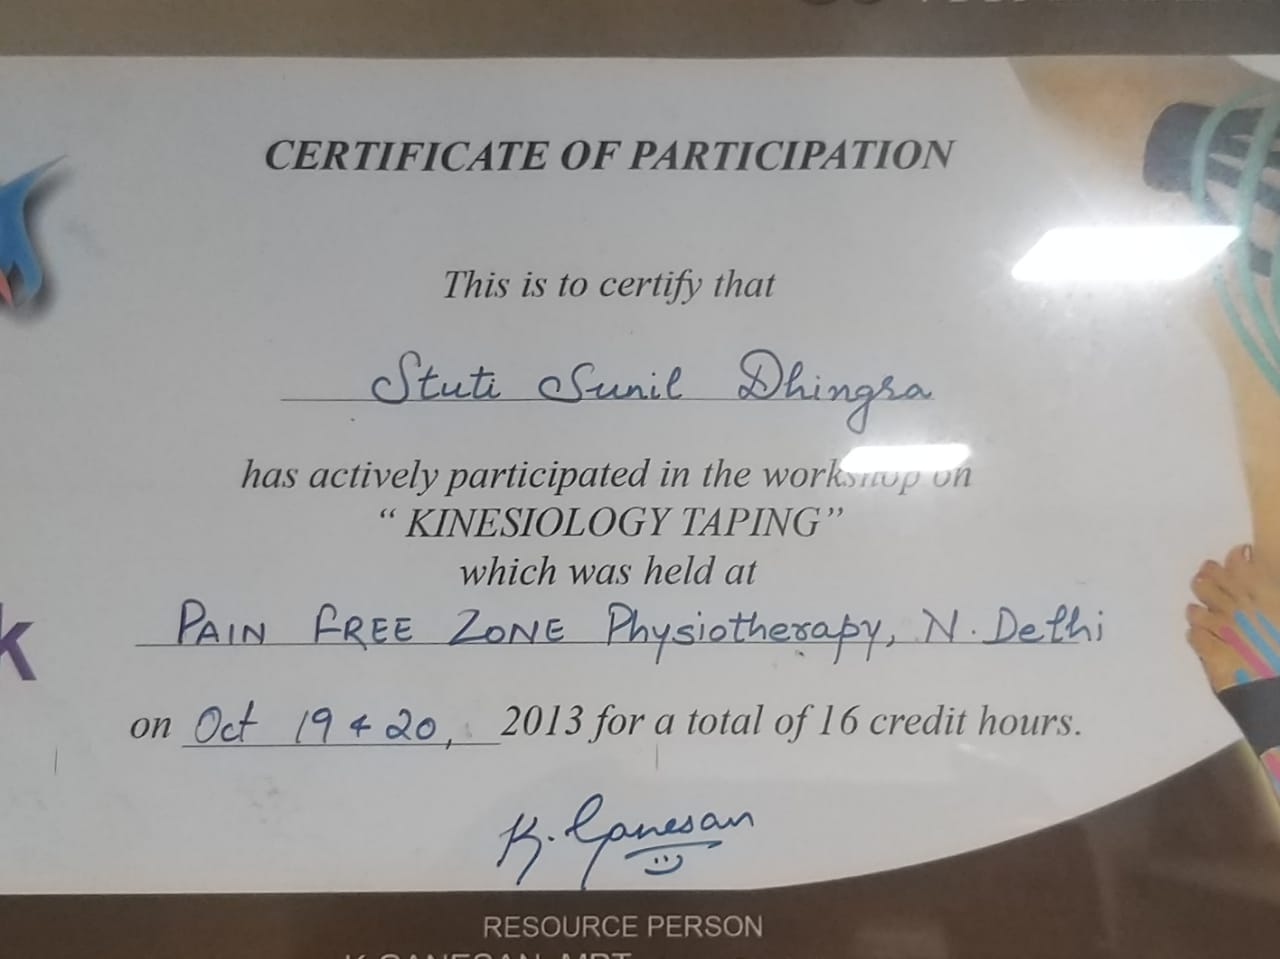 CERTIFICATE OF PARTICIPATION
This is to certify that
Stuti Sunil Dhingra
has actively participated in the workshop on
“ KINESIOLOGY TAPING”
which was held at
PAIN FREE ZONE Physiotherapy, N. Delhi
on Oct 19 & 20, 2013 for a total of 16 credit hours.
K. Ganesan
RESOURCE PERSON
K GANESAN, MPT
k